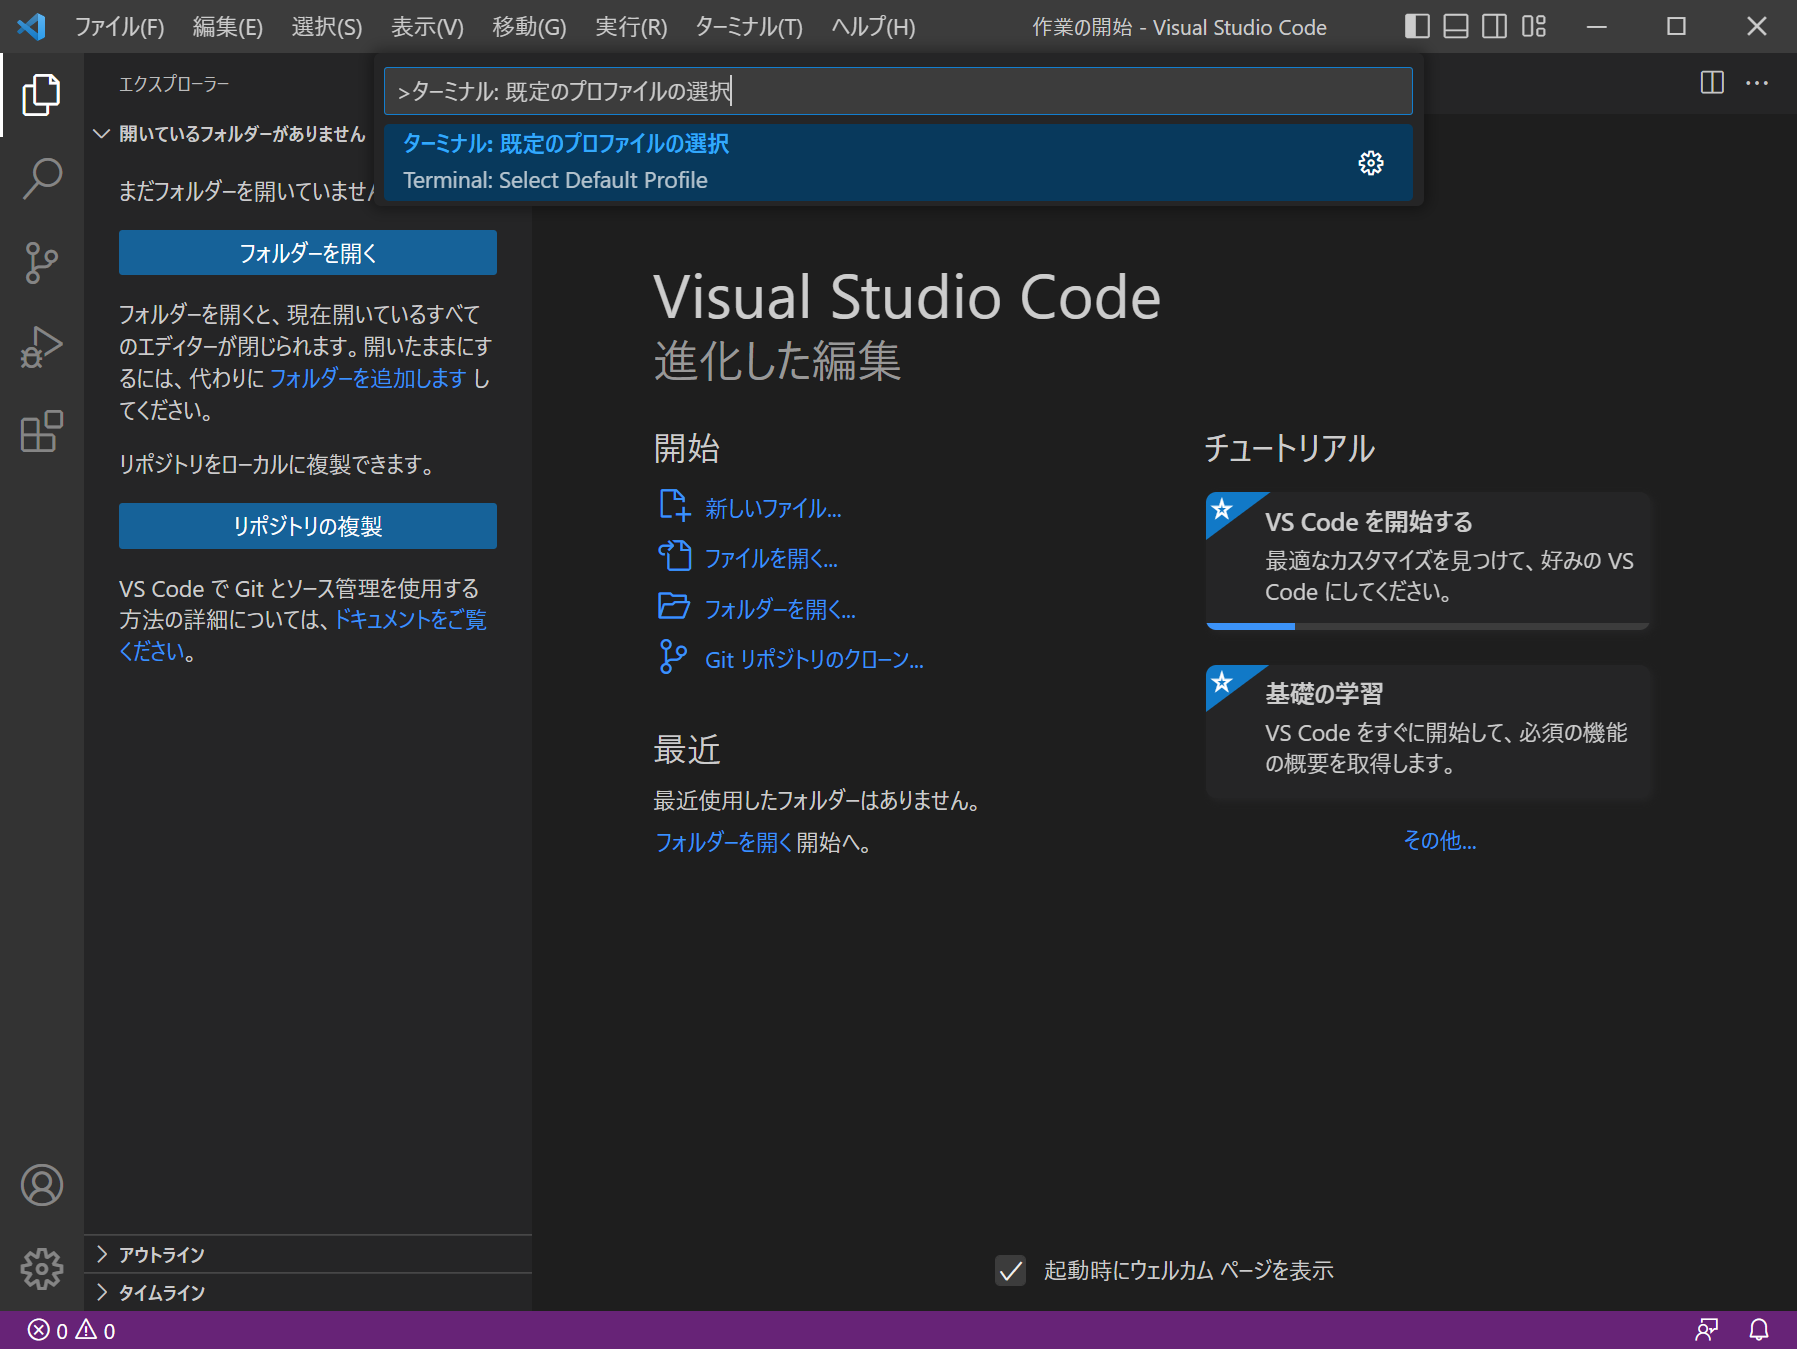 ファイル(F) 編集(E) 選択(S) 表示(V) 移動(G) 実行(R) ターミナル(T) ヘルプ(H) 作業の開始 - Visual Studio Code
>ターミナル: 既定のプロファイルの選択
ターミナル: 既定のプロファイルの選択
Terminal: Select Default Profile
エクスプローラー
開いているフォルダーがありません
まだフォルダーを開いていません
フォルダーを開く
フォルダーを開くと、現在開いているすべて
のエディターが閉じられます。開いたままにす
るには、代わりに フォルダーを追加します し
てください。
リポジトリをローカルに複製できます。
リポジトリの複製
VS Code で Git とソース管理を使用する
方法の詳細については、ドキュメントをご覧
ください。
アウトライン
タイムライン
Visual Studio Code
進化した編集
開始
新しいファイル...
ファイルを開く...
フォルダーを開く...
Git リポジトリのクローン...
最近
最近使用したフォルダーはありません。
フォルダーを開く 開始へ。
チュートリアル
VS Code を開始する
最適なカスタマイズを見つけて、好みの VS
Code にしてください。
基礎の学習
VS Code をすぐに開始して、必須の機能
の概要を取得します。
その他...
起動時にウェルカム ページを表示
0 0